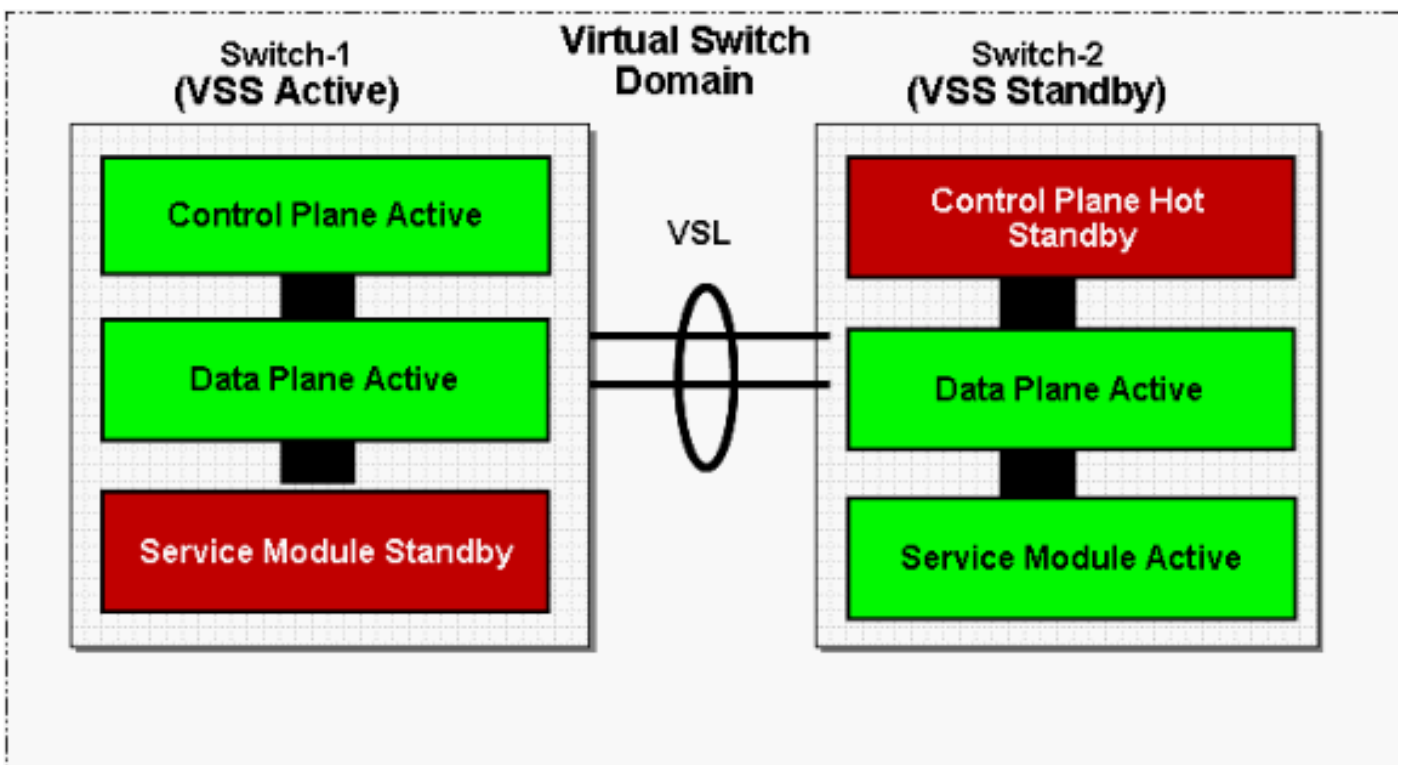 Switch-1
(VSS Active)
Virtual Switch
Domain
Switch-2
(VSS Standby)
Control Plane Active
Data Plane Active
Service Module Standby
VSL
Control Plane Hot
Standby
Data Plane Active
Service Module Active